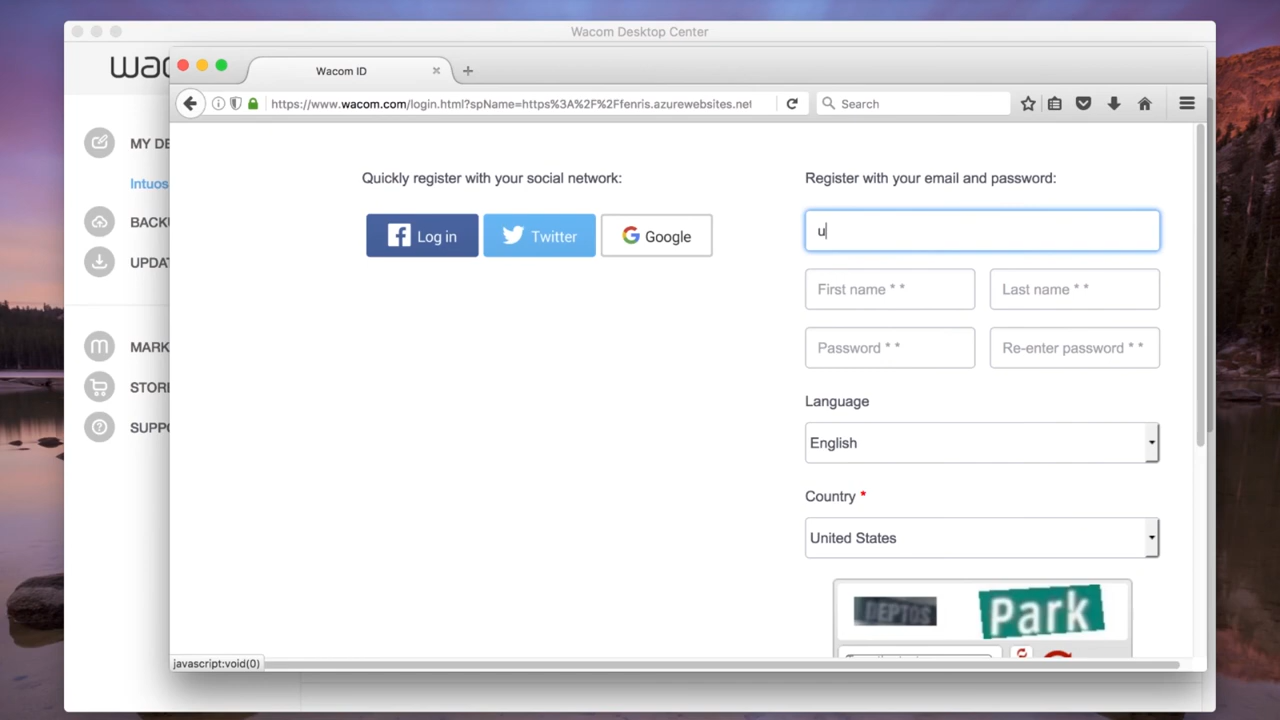 Wacom Desktop Center
Wacom ID
https://www.wacom.com/login.html?spName=https%3A%2F%2Ffenris.azurewebsites.net
Search
MY DE
Intuos
BACKU
UPDAT
MARK
STORE
SUPPO
Quickly register with your social network:
Log in
Twitter
Google
Register with your email and password:
u
First name * *
Last name * *
Password * *
Re-enter password * *
Language
English
Country *
United States
DEPTOS
Park
javascript:void(0)